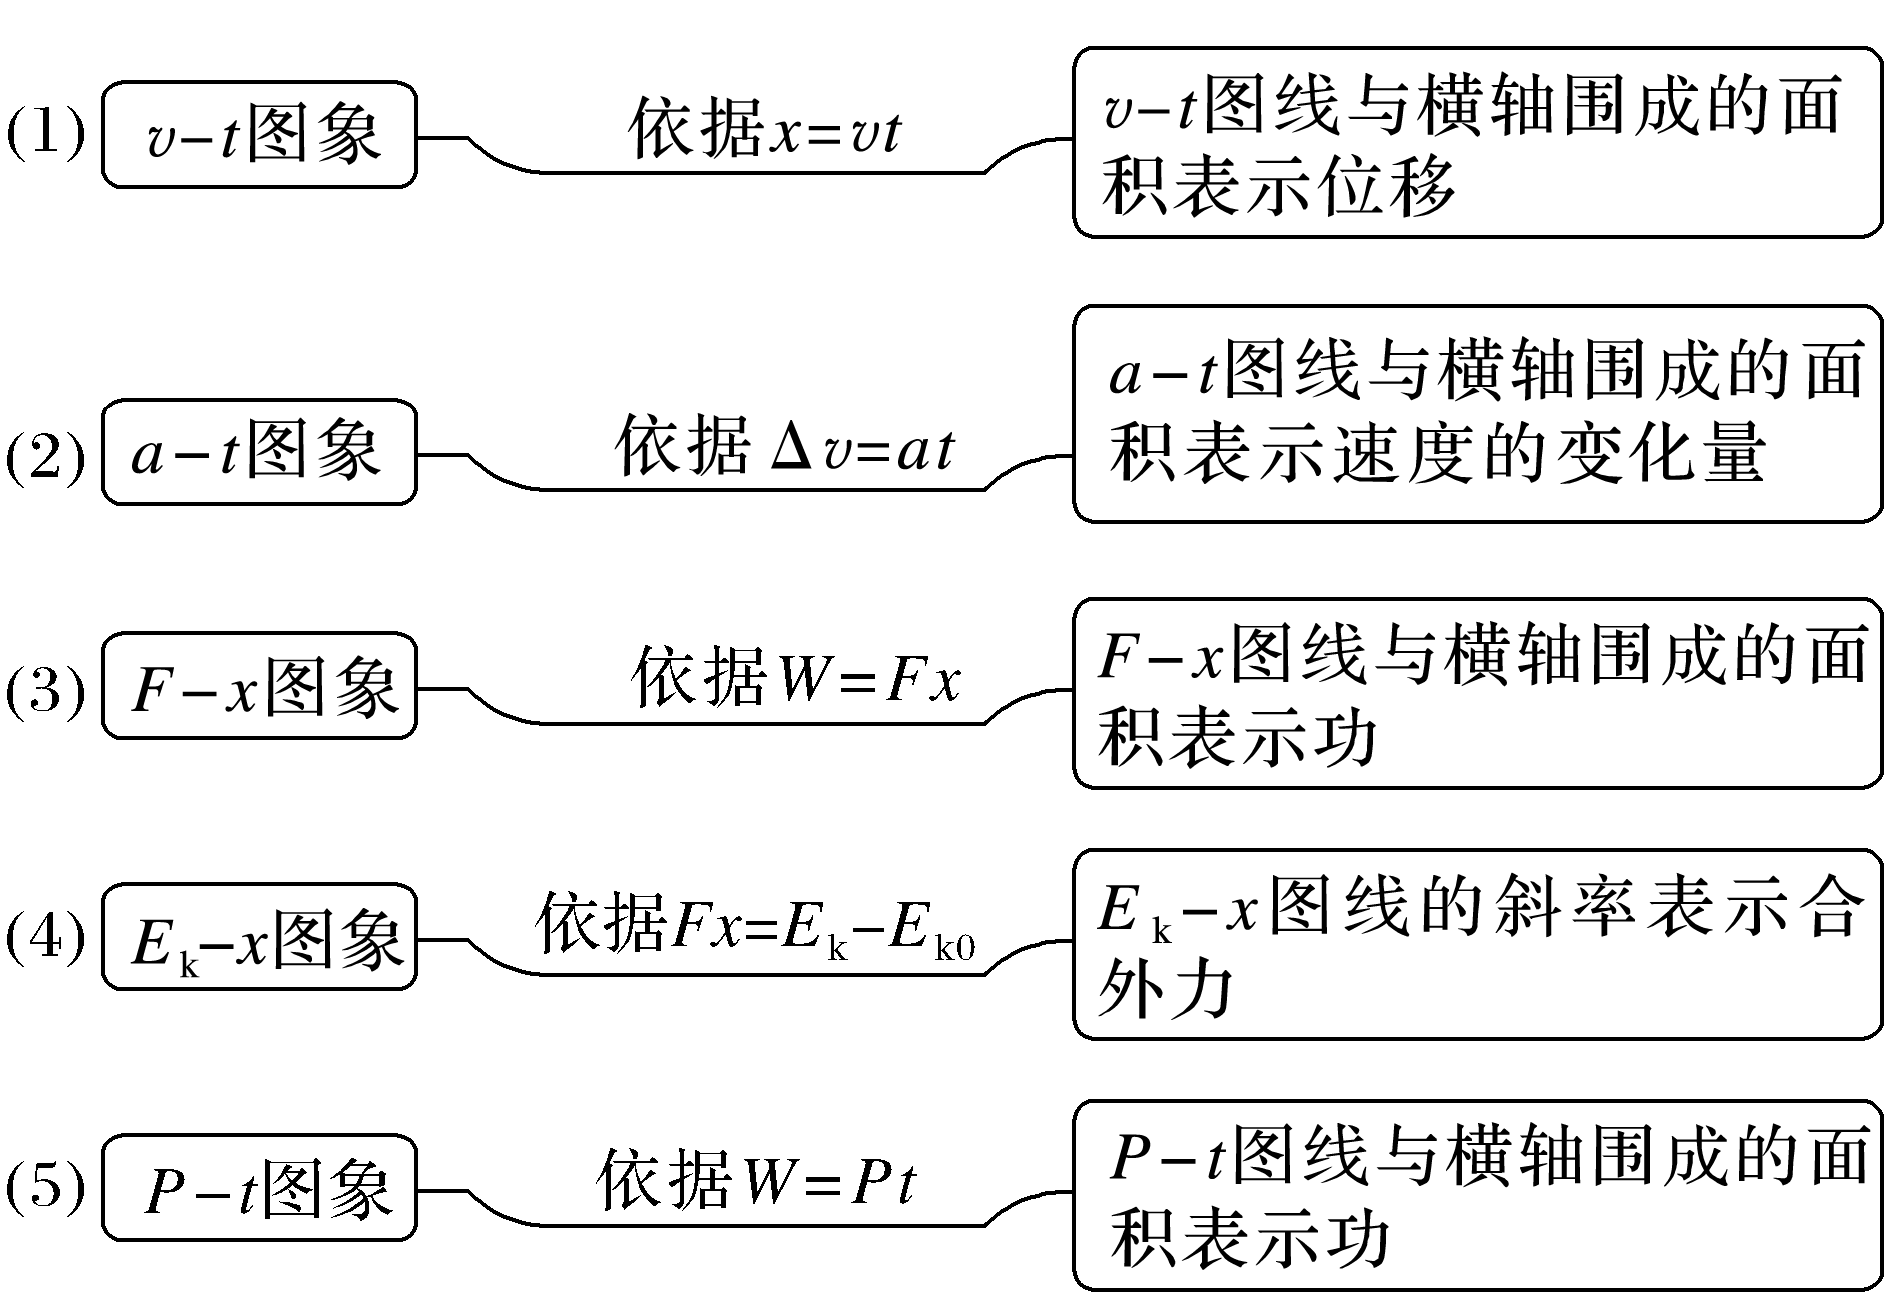 (1) v-t图象 依据x=vt v-t图线与横轴围成的面
积表示位移
(2) a-t图象 依据Δv=at a-t图线与横轴围成的面
积表示速度的变化量
(3) F-x图象 依据W=Fx F-x图线与横轴围成的面
积表示功
(4) Ek-x图象 依据Fx=Ek-Ek0 Ek-x图线的斜率表示合
外力
(5) P-t图象 依据W=Pt P-t图线与横轴围成的面
积表示功